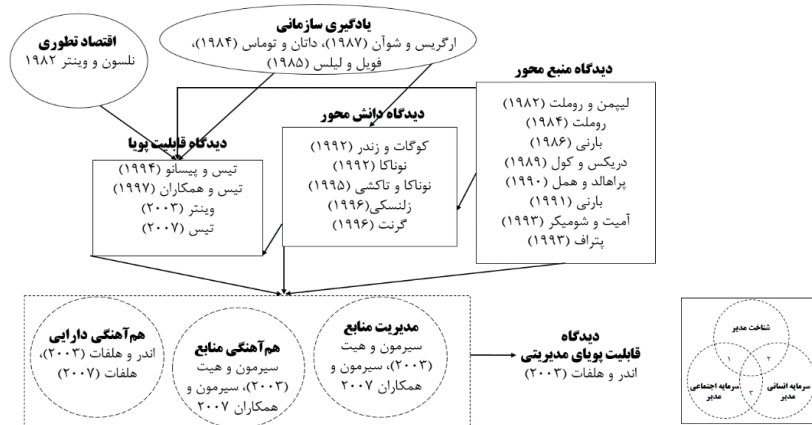 یادگیری سازمانی
ارگریس و شوآن (۱۹۸۷)، داتان و توماس (۱۹۸۴)،
فویل و لیلس (۱۹۸۵)
اقتصاد تطوری
نلسون و وینتر ۱۹۸۲
دیدگاه منبع محور
لیپمن و روملت (۱۹۸۲)
روملت (۱۹۸۴)
بارنی (۱۹۸۶)
دریکس و کول (۱۹۸۹)
پراهالد و همل (۱۹۹۰)
بارنی (۱۹۹۱)
آمیت و شومیکر (۱۹۹۳)
پتراف (۱۹۹۳)
دیدگاه دانش محور
کوگات و زندر (۱۹۹۲)
نوناکا (۱۹۹۲)
نوناکا و تاکشی (۱۹۹۵)
زلنسکی(۱۹۹۶)
گرنت (۱۹۹۶)
دیدگاه قابلیت پویا
تیس و پیسانو (۱۹۹۴)
تیس و همکاران (۱۹۹۷)
وینتر (۲۰۰۳)
تیس (۲۰۰۷)
مدیریت منابع
سیرمون و هیت
(۲۰۰۳)، سیرمون و
همکاران ۲۰۰۷
هم‌آهنگی منابع
سیرمون و هیت
(۲۰۰۳)، سیرمون و
همکاران ۲۰۰۷
هم‌آهنگی دارایی
اندر و هلفات (۲۰۰۳)،
هلفات (۲۰۰۷)
دیدگاه
قابلیت پویای مدیریتی
اندر و هلفات (۲۰۰۳)
شناخت مدیر
۱
۲
۳
سرمایه انسانی
مدیر
سرمایه اجتماعی
مدیر